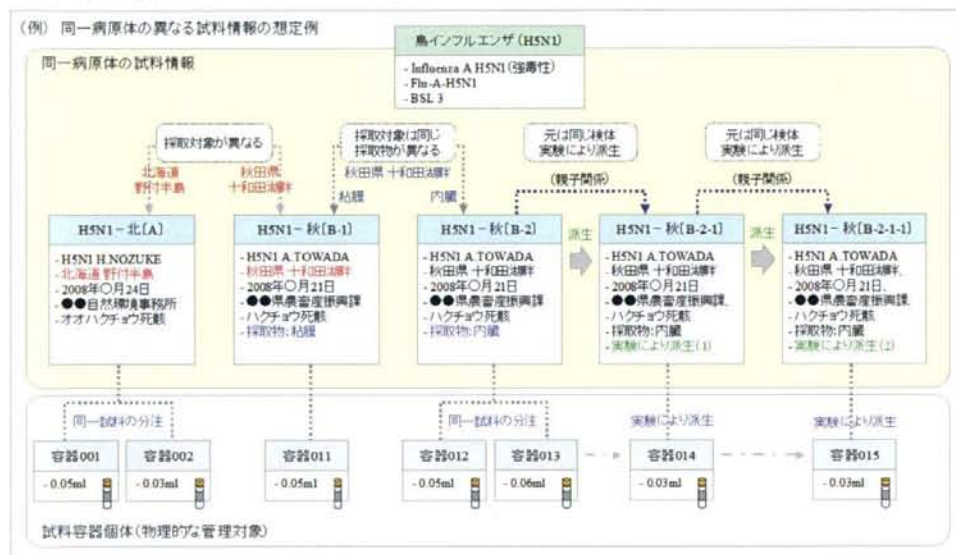 (例) 同一病原体の異なる試料情報の想定例
鳥インフルエンザ(H5N1)
- Influenza A H5N1(強毒性)
- Flu-A-H5N1
- BSL 3
同一病原体の試料情報
採取対象が異なる
採取対象は同じ
採取物が異なる
元は同じ検体
実験により派生
元は同じ検体
実験により派生
北海道
野付半島
秋田県
十和田湖畔
秋田県 十和田湖畔
粘膜
内臓
(親子関係)
(親子関係)
H5N1－北[A]
- H5N1 H.NOZUKE
- 北海道 野付半島
- 2008年〇月24日
- ●●自然環境事務所
- オオハクチョウ死骸
H5N1－秋[B-1]
- H5N1 A.TOWADA
- 秋田県 十和田湖畔
- 2008年〇月21日
- ●●県農畜産振興課
- ハクチョウ死骸
- 採取物:粘膜
H5N1－秋[B-2]
- H5N1 A.TOWADA
- 秋田県 十和田湖畔
- 2008年〇月21日
- ●●県農畜産振興課
- ハクチョウ死骸
- 採取物:内臓
派生
H5N1－秋[B-2-1]
- H5N1 A.TOWADA
- 秋田県 十和田湖畔
- 2008年〇月21日
- ●●県農畜産振興課.
- ハクチョウ死骸
- 採取物:内臓
- 実験により派生(1)
派生
H5N1－秋[B-2-1-1]
- H5N1 A.TOWADA
- 秋田県 十和田湖畔.
- 2008年〇月21日.
- ●●県農畜産振興課.
- ハクチョウ死骸
- 採取物:内臓
- 実験により派生(2)
同一試料の分注
同一試料の分注
実験により派生
実験により派生
容器001
- 0.05ml
容器002
- 0.03ml
容器011
- 0.05ml
容器012
- 0.05ml
容器013
- 0.06ml
容器014
- 0.03ml
容器015
- 0.03ml
試料容器個体(物理的な管理対象)